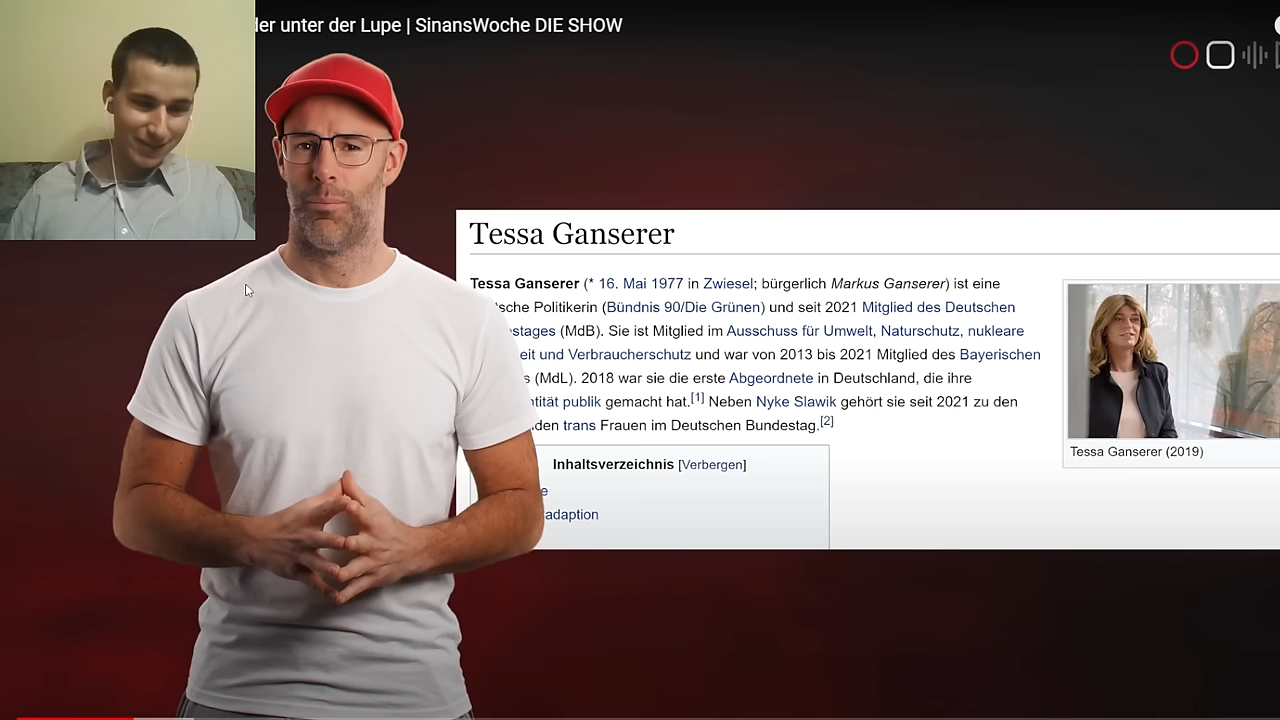 der unter der Lupe | SinansWoche DIE SHOW
Tessa Ganserer
Tessa Ganserer (* 16. Mai 1977 in Zwiesel; bürgerlich Markus Ganserer) ist eine
sche Politikerin (Bündnis 90/Die Grünen) und seit 2021 Mitglied des Deutschen
stages (MdB). Sie ist Mitglied im Ausschuss für Umwelt, Naturschutz, nukleare
eit und Verbraucherschutz und war von 2013 bis 2021 Mitglied des Bayerischen
s (MdL). 2018 war sie die erste Abgeordnete in Deutschland, die ihre
ntität publik gemacht hat.[1] Neben Nyke Slawik gehört sie seit 2021 zu den
den trans Frauen im Deutschen Bundestag.[2]
Tessa Ganserer (2019)
Inhaltsverzeichnis [Verbergen]
e
adaption